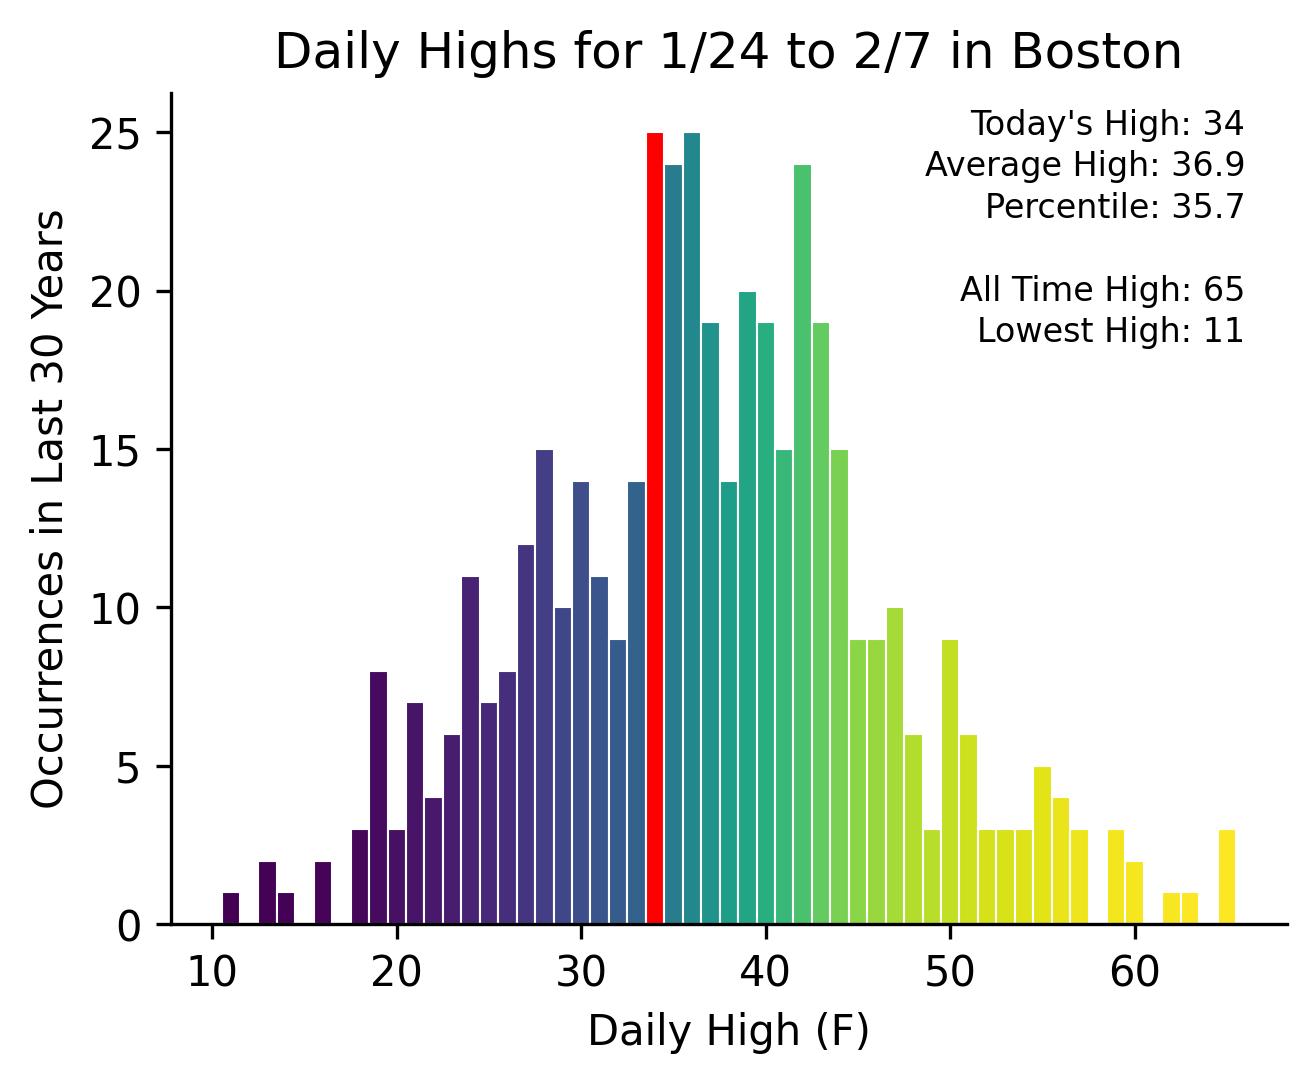 Daily Highs for 1/24 to 2/7 in Boston
Today's High: 34
Average High: 36.9
Percentile: 35.7
All Time High: 65
Lowest High: 11
Occurrences in Last 30 Years
25
20
15
10
5
0
10 20 30 40 50 60
Daily High (F)